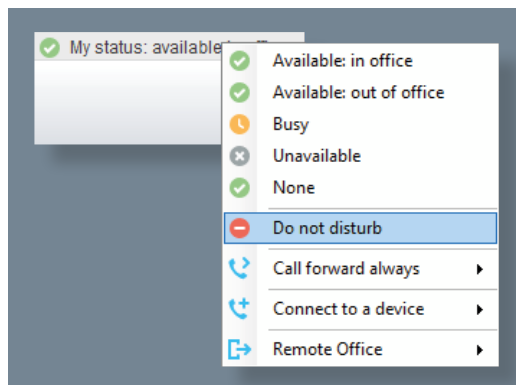 My status: available
Available: in office
Available: out of office
Busy
Unavailable
None
Do not disturb
Call forward always
Connect to a device
Remote Office